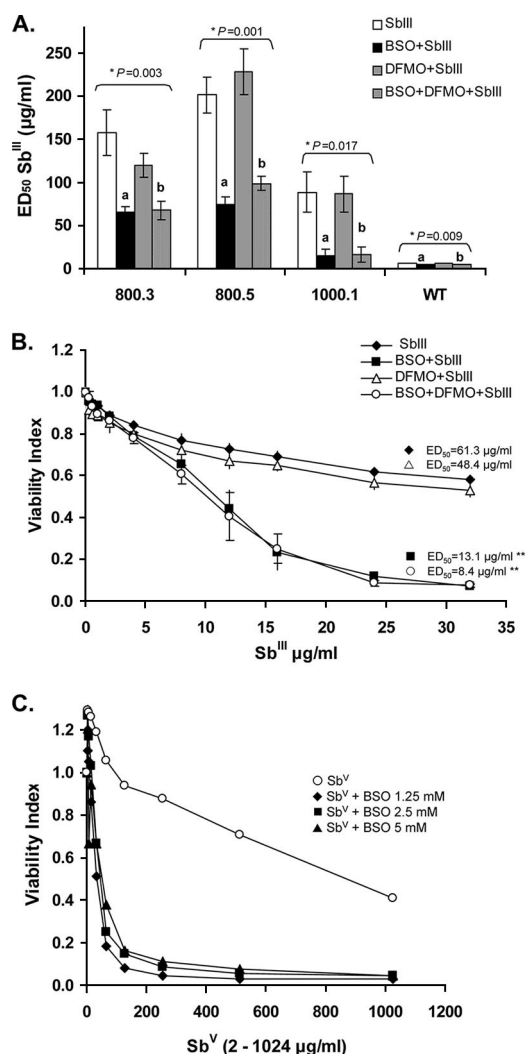 A.
SbIII
BSO+SbIII
DFMO+SbIII
BSO+DFMO+SbIII
ED50 SbIII (µg/ml)
250
200
150
100
50
0
* P=0.003
* P=0.001
* P=0.017
* P=0.009
a b
a b
a b
a b
800.3 800.5 1000.1 WT
B.
SbIII
BSO+SbIII
DFMO+SbIII
BSO+DFMO+SbIII
Viability Index
1.2
1.0
0.8
0.6
0.4
0.2
0.0
ED50=61.3 µg/ml
ED50=48.4 µg/ml
ED50=13.1 µg/ml **
ED50=8.4 µg/ml **
0 5 10 15 20 25 30 35
SbIII µg/ml
C.
Viability Index
1.2
1.0
0.8
0.6
0.4
0.2
0.0
SbV
SbV + BSO 1.25 mM
SbV + BSO 2.5 mM
SbV + BSO 5 mM
0 200 400 600 800 1000 1200
SbV (2 - 1024 µg/ml)